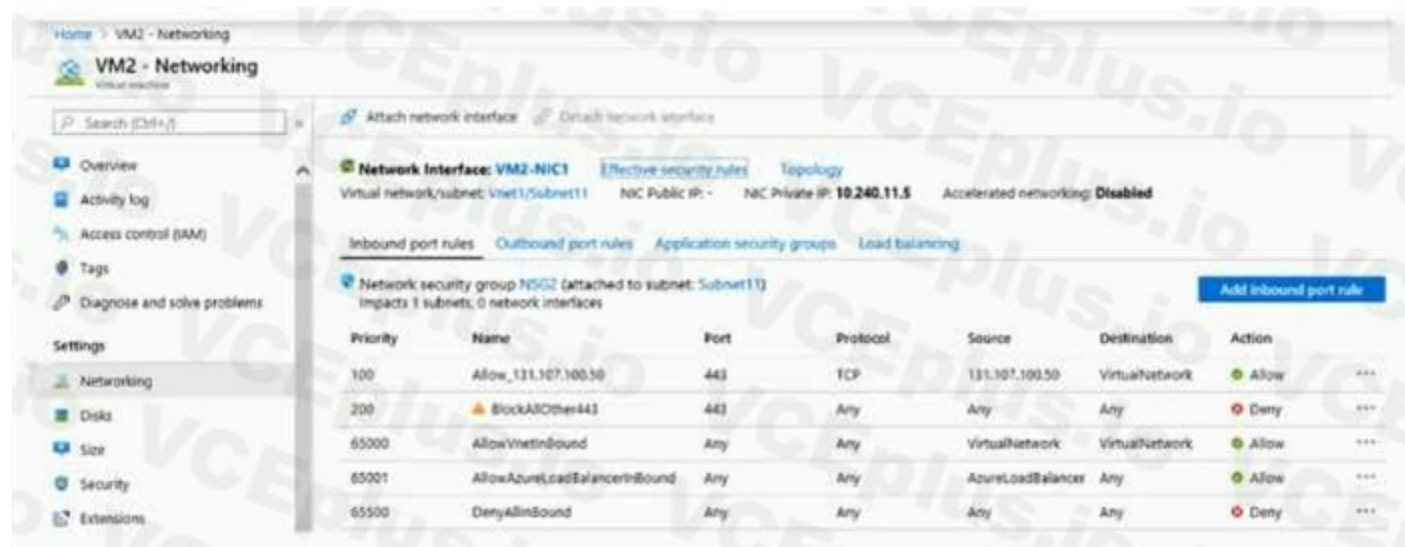 Home > VM2 - Networking
VM2 - Networking
Virtual machine
Search (Ctrl+/)
«
Attach network interface
Detach network interface
Overview
Activity log
Access control (IAM)
Tags
Diagnose and solve problems
Settings
Networking
Disks
Size
Security
Extensions
Network Interface: VM2-NIC1 Effective security rules Topology
Virtual network/subnet: Vnet1/Subnet11 NIC Public IP: - NIC Private IP: 10.240.11.5 Accelerated networking: Disabled
Inbound port rules Outbound port rules Application security groups Load balancing
Network security group NSG2 (attached to subnet: Subnet11)
Impacts 1 subnets, 0 network interfaces
Add inbound port rule
Priority Name Port Protocol Source Destination Action
100 Allow_131.107.100.50 443 TCP 131.107.100.50 VirtualNetwork Allow ...
200 BlockAllOther443 443 Any Any Any Deny ...
65000 AllowVnetInBound Any Any VirtualNetwork VirtualNetwork Allow ...
65001 AllowAzureLoadBalancerInBound Any Any AzureLoadBalancer Any Allow ...
65500 DenyAllInBound Any Any Any Any Deny ...
VCEplus.io